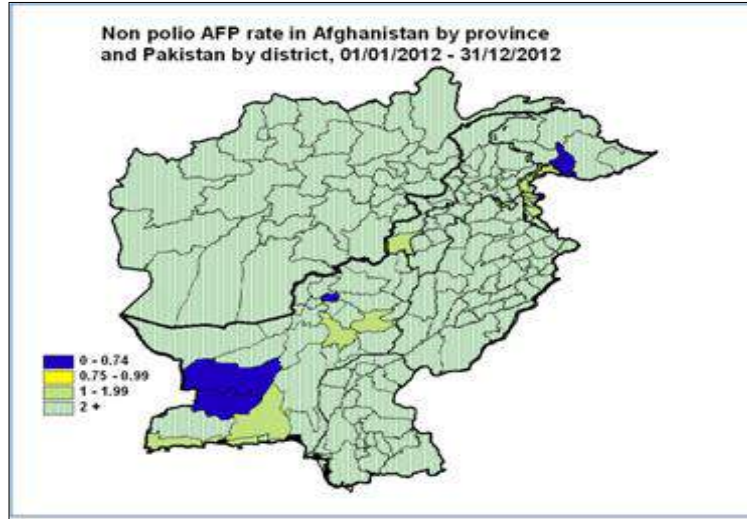 Non polio AFP rate in Afghanistan by province
and Pakistan by district, 01/01/2012 - 31/12/2012
0 - 0.74
0.75 - 0.99
1 - 1.99
2 +